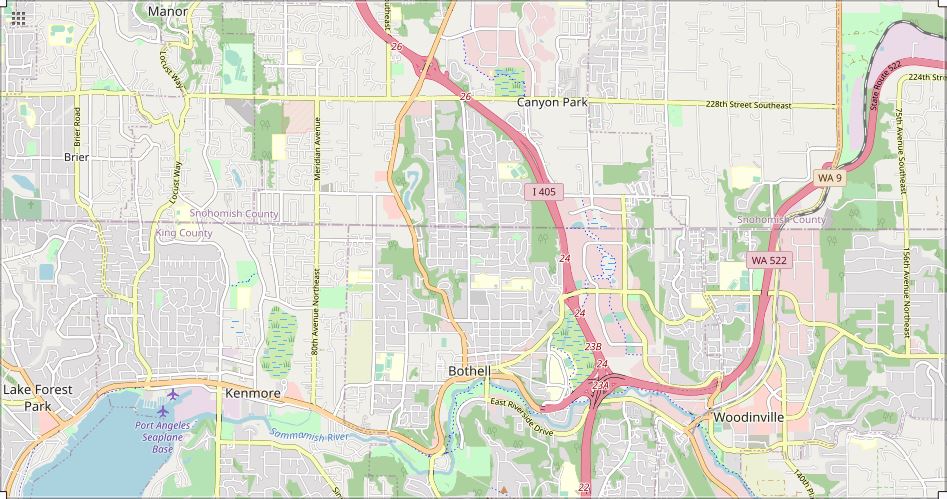 Manor
Southeast
26
Locust Way
26
Canyon Park
228th Street Southeast
State Route 522
224th Stre
Brier Road
Meridian Avenue
75th Avenue Southeast
Brier
WA 9
Locust Way
I 405
Snohomish County
King County
Snohomish County
WA 522
24
80th Avenue Northeast
156th Avenue Northeast
24
23B
24
Bothell
23A
Lake Forest
Park
Kenmore
East Riverside Drive
Woodinville
Port Angeles
Seaplane
Base
Sammamish River
140th Pl
22